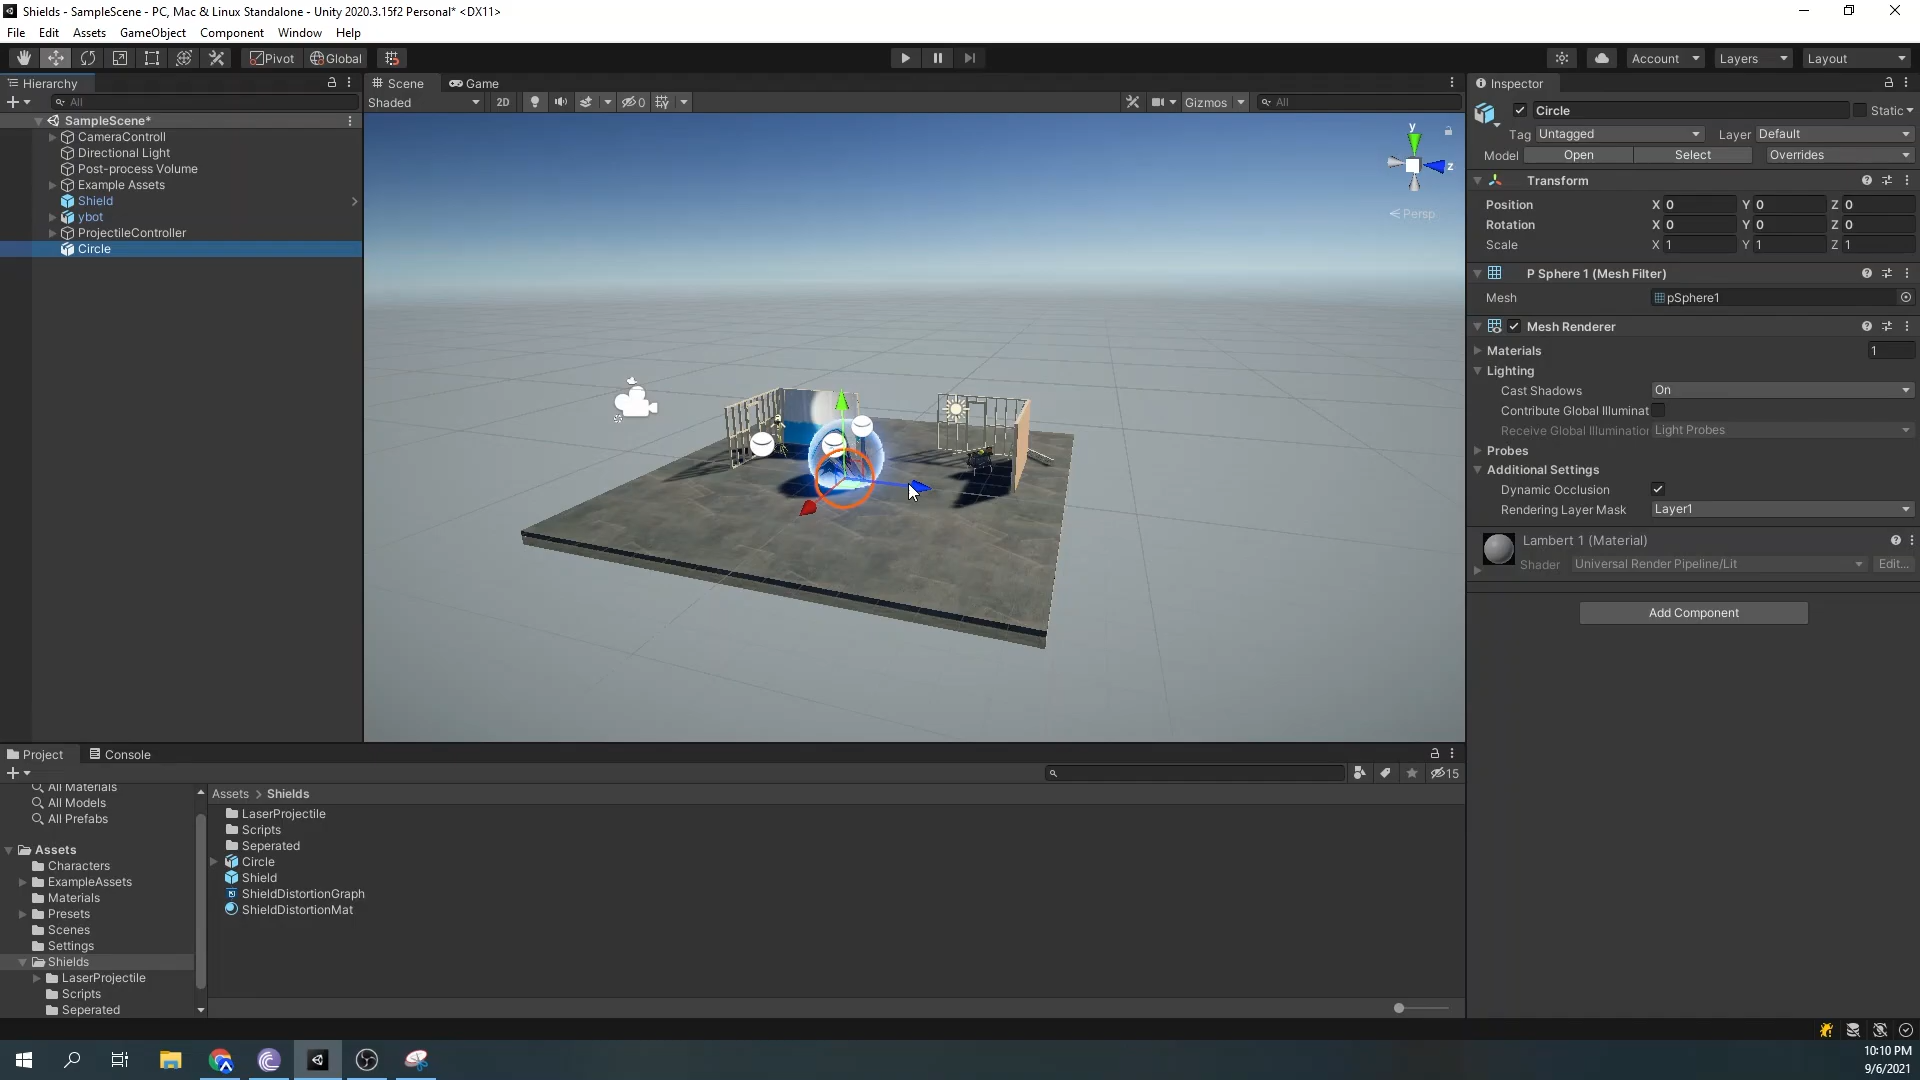 Shields - SampleScene - PC, Mac & Linux Standalone - Unity 2020.3.15f2 Personal* <DX11>
File Edit Assets GameObject Component Window Help
Pivot Global Account Layers Layout
Hierarchy
All
SampleScene*
CameraControll
Directional Light
Post-process Volume
Example Assets
Shield
ybot
ProjectileController
Circle
Scene Game
Shaded 2D 0 Gizmos All
y
z
Persp
Inspector
Circle Static
Tag Untagged Layer Default
Model Open Select Overrides
Transform
Position X 0 Y 0 Z 0
Rotation X 0 Y 0 Z 0
Scale X 1 Y 1 Z 1
P Sphere 1 (Mesh Filter)
Mesh pSphere1
Mesh Renderer
Materials 1
Lighting
Cast Shadows On
Contribute Global Illuminat
Receive Global Illumination Light Probes
Probes
Additional Settings
Dynamic Occlusion
Rendering Layer Mask Layer1
Lambert 1 (Material)
Shader Universal Render Pipeline/Lit Edit...
Add Component
Project Console
15
All Materials
All Models
All Prefabs
Assets
Characters
ExampleAssets
Materials
Presets
Scenes
Settings
Shields
LaserProjectile
Scripts
Seperated
Assets > Shields
LaserProjectile
Scripts
Seperated
Circle
Shield
ShieldDistortionGraph
ShieldDistortionMat
10:10 PM
9/6/2021